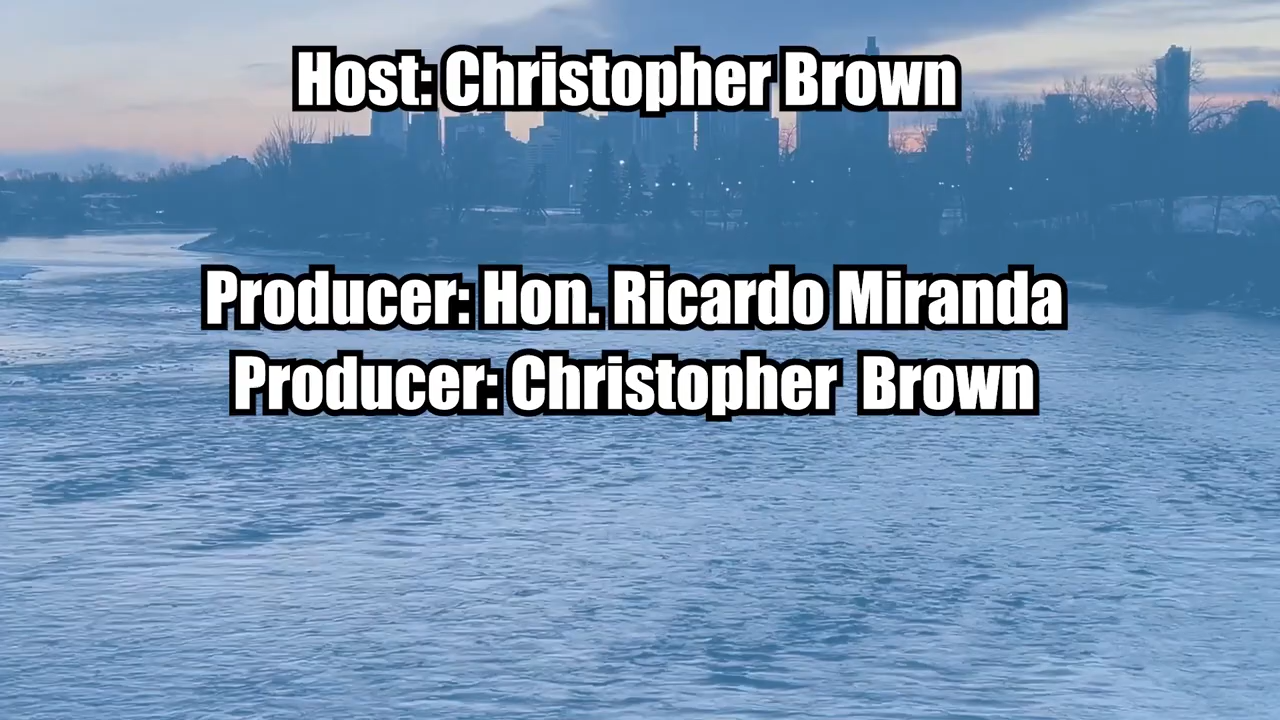 Host: Christopher Brown
Producer: Hon. Ricardo Miranda
Producer: Christopher  Brown